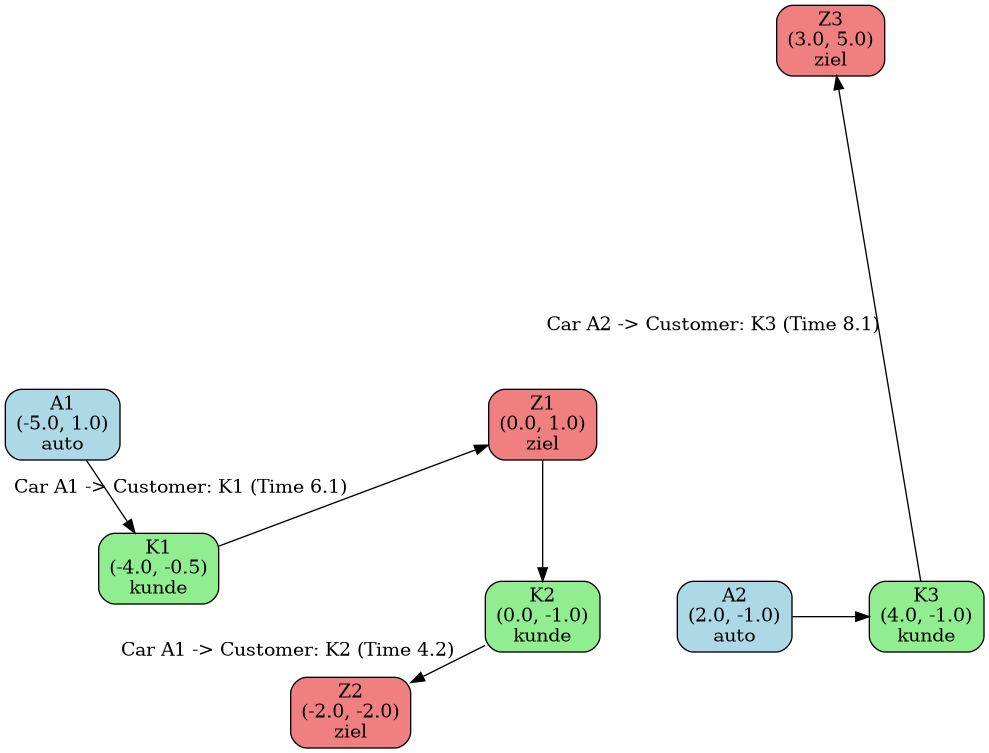 Z3
(3.0, 5.0)
ziel
Car A2 -> Customer: K3 (Time 8.1)
A1
(-5.0, 1.0)
auto
Z1
(0.0, 1.0)
ziel
Car A1 -> Customer: K1 (Time 6.1)
K1
(-4.0, -0.5)
kunde
K2
(0.0, -1.0)
kunde
A2
(2.0, -1.0)
auto
K3
(4.0, -1.0)
kunde
Car A1 -> Customer: K2 (Time 4.2)
Z2
(-2.0, -2.0)
ziel